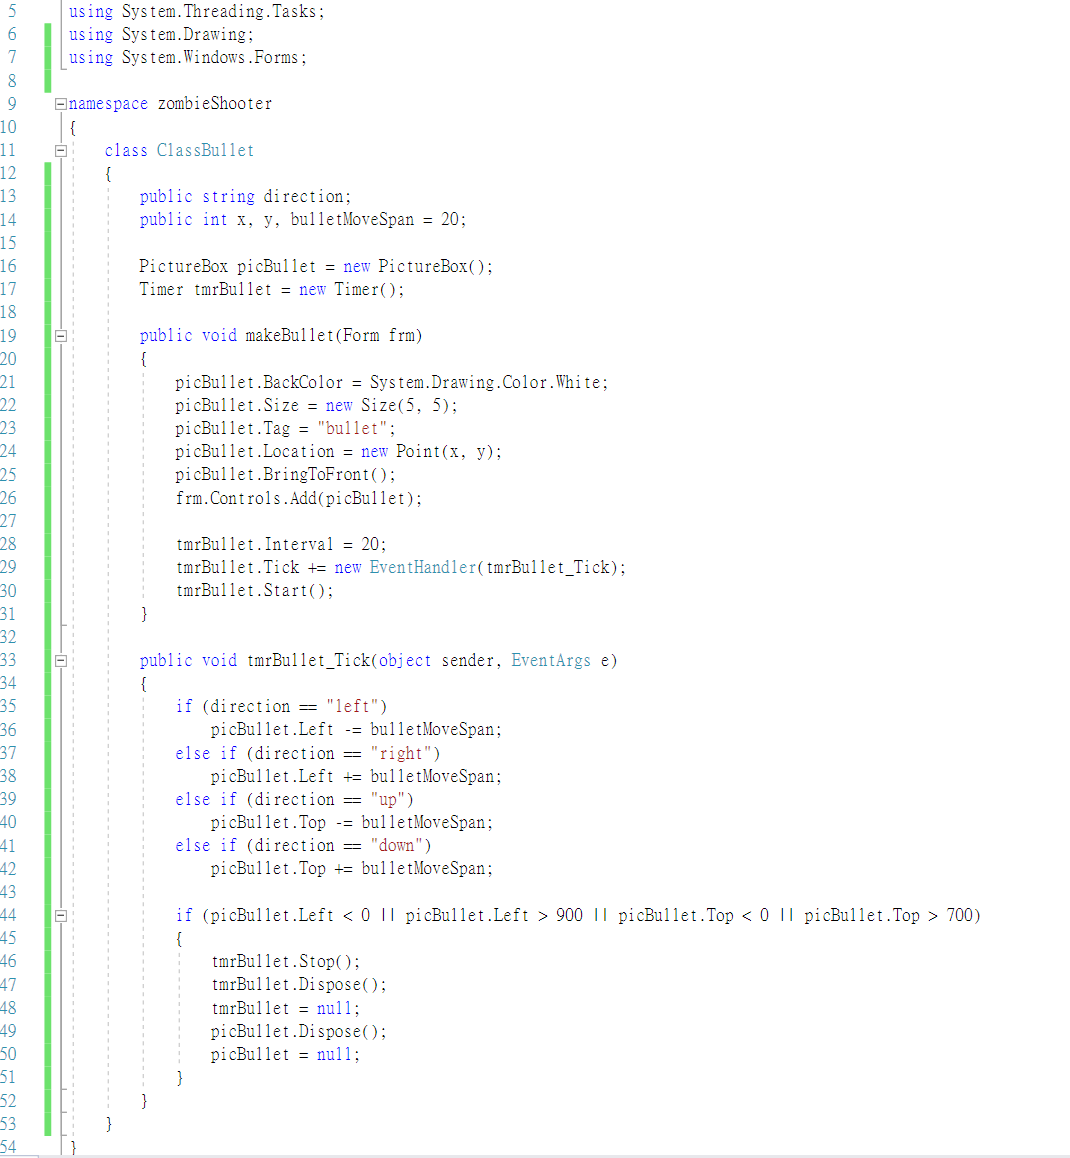 5 using System.Threading.Tasks;
6 using System.Drawing;
7 using System.Windows.Forms;
8
9 namespace zombieShooter
10 {
11 class ClassBullet
12 {
13 public string direction;
14 public int x, y, bulletMoveSpan = 20;
15
16 PictureBox picBullet = new PictureBox();
17 Timer tmrBullet = new Timer();
18
19 public void makeBullet(Form frm)
20 {
21 picBullet.BackColor = System.Drawing.Color.White;
22 picBullet.Size = new Size(5, 5);
23 picBullet.Tag = "bullet";
24 picBullet.Location = new Point(x, y);
25 picBullet.BringToFront();
26 frm.Controls.Add(picBullet);
27
28 tmrBullet.Interval = 20;
29 tmrBullet.Tick += new EventHandler(tmrBullet_Tick);
30 tmrBullet.Start();
31 }
32
33 public void tmrBullet_Tick(object sender, EventArgs e)
34 {
35 if (direction == "left")
36 picBullet.Left -= bulletMoveSpan;
37 else if (direction == "right")
38 picBullet.Left += bulletMoveSpan;
39 else if (direction == "up")
40 picBullet.Top -= bulletMoveSpan;
41 else if (direction == "down")
42 picBullet.Top += bulletMoveSpan;
43
44 if (picBullet.Left < 0 || picBullet.Left > 900 || picBullet.Top < 0 || picBullet.Top > 700)
45 {
46 tmrBullet.Stop();
47 tmrBullet.Dispose();
48 tmrBullet = null;
49 picBullet.Dispose();
50 picBullet = null;
51 }
52 }
53 }
54 }